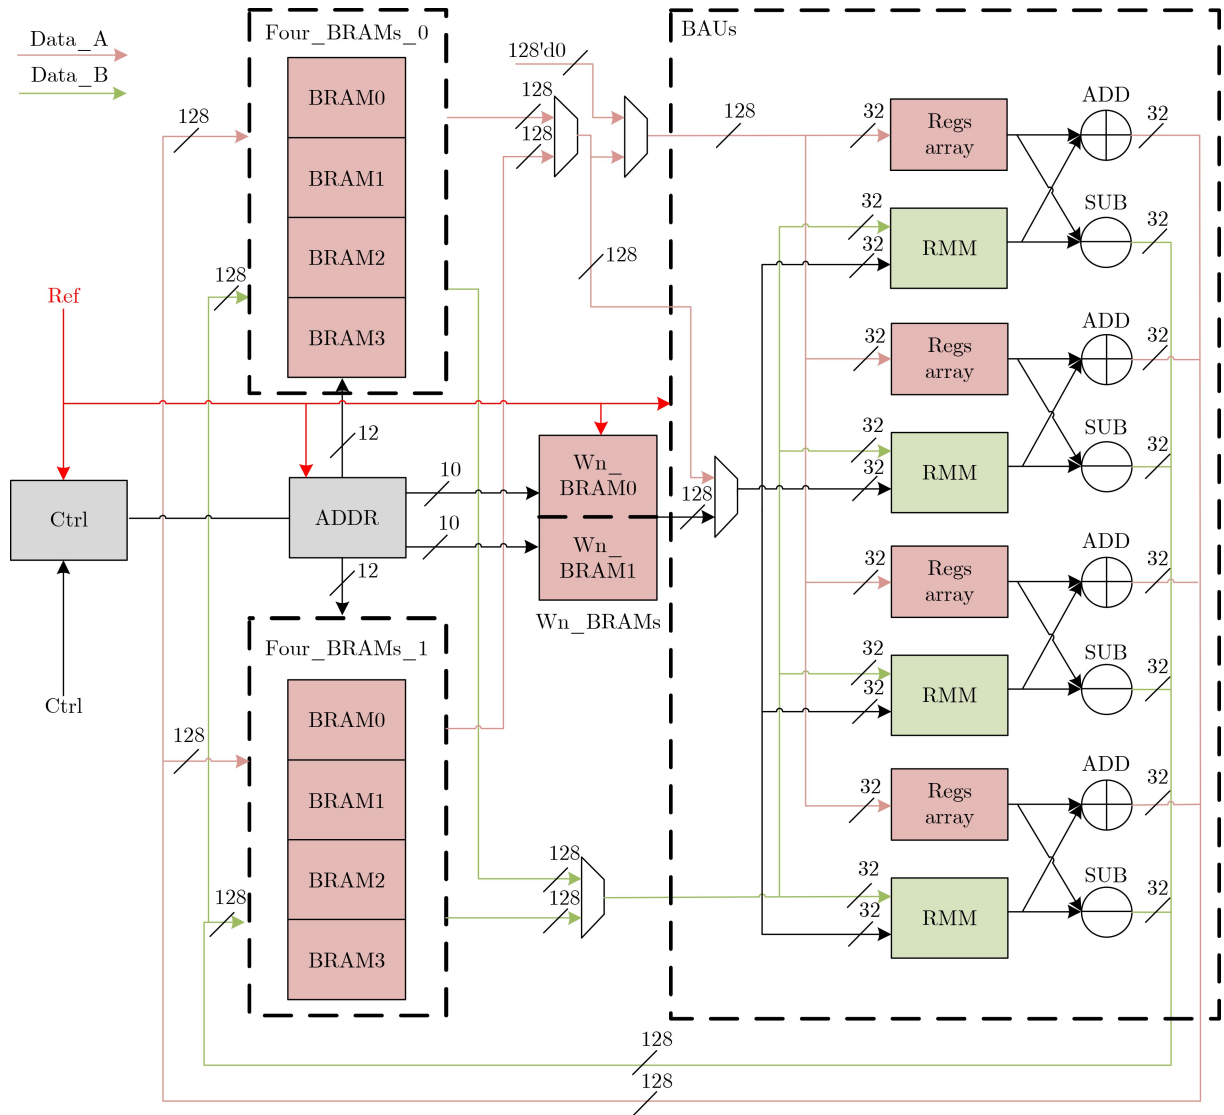 Data_A
Data_B
Four_BRAMs_0
BRAM0
BRAM1
BRAM2
BRAM3
128
128
Ref
128'd0
128
128
128
BAUs
128
32
Regs
array
ADD
32
32
32
RMM
SUB
32
32
Regs
array
ADD
32
32
32
RMM
SUB
32
32
Regs
array
ADD
32
32
32
RMM
SUB
32
32
Regs
array
ADD
32
32
32
RMM
SUB
32
12
10
10
12
Ctrl
ADDR
Wn_
BRAM0
Wn_
BRAM1
Wn_BRAMs
128
Ctrl
Four_BRAMs_1
BRAM0
BRAM1
BRAM2
BRAM3
128
128
128
128
128
128